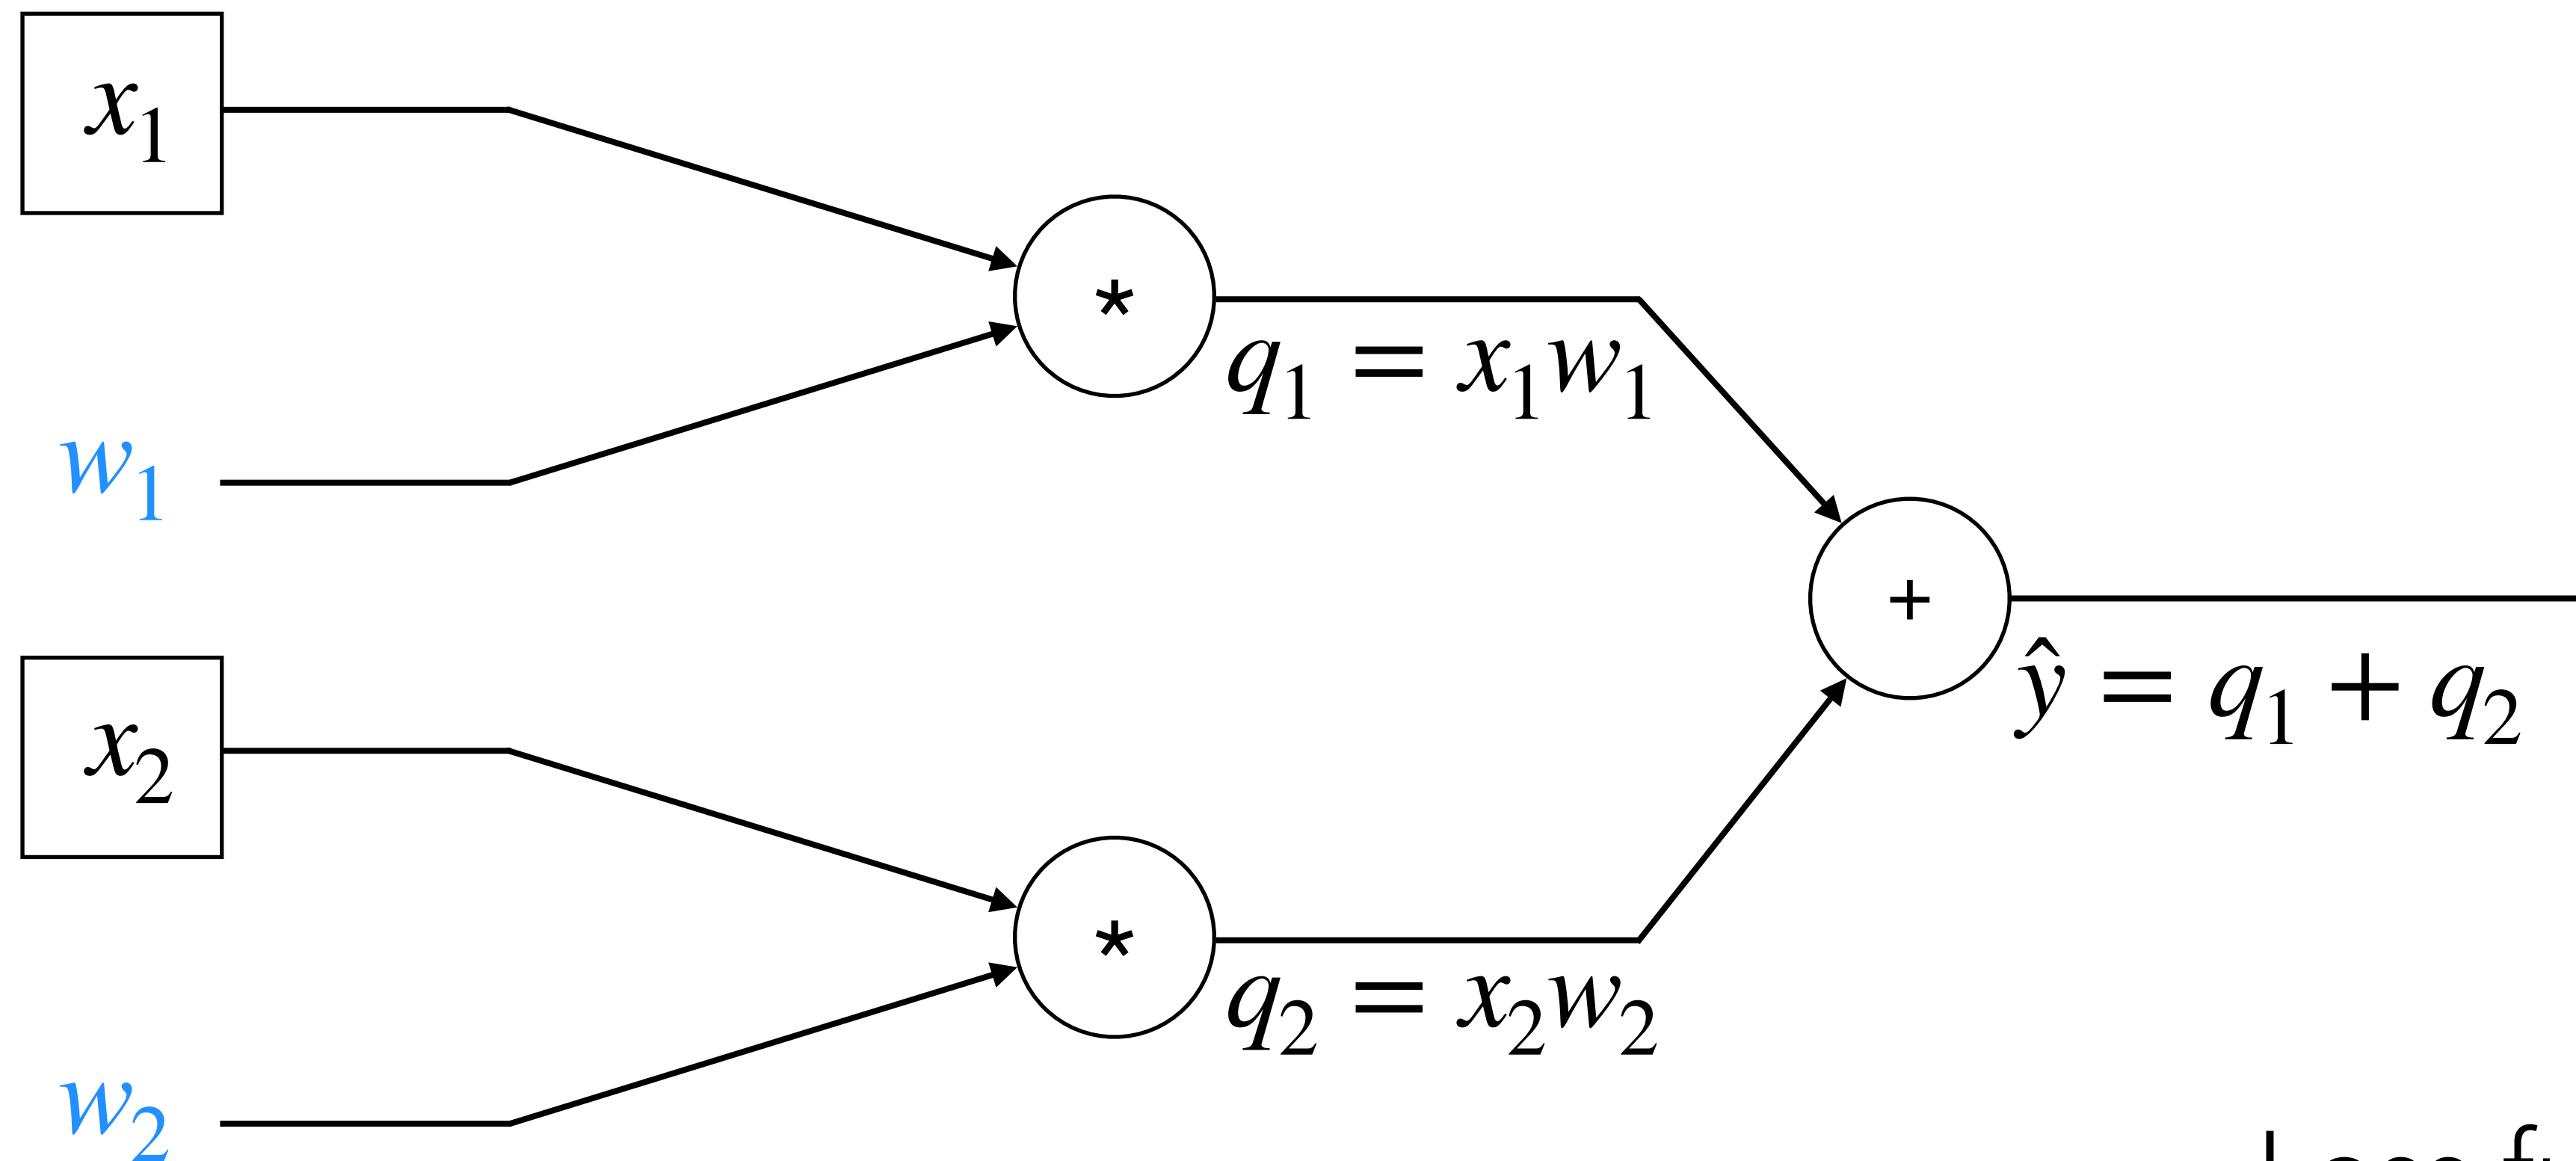 x₁
*
q₁ = x₁w₁
w₁
+
ŷ = q₁ + q₂
x₂
*
q₂ = x₂w₂
w₂